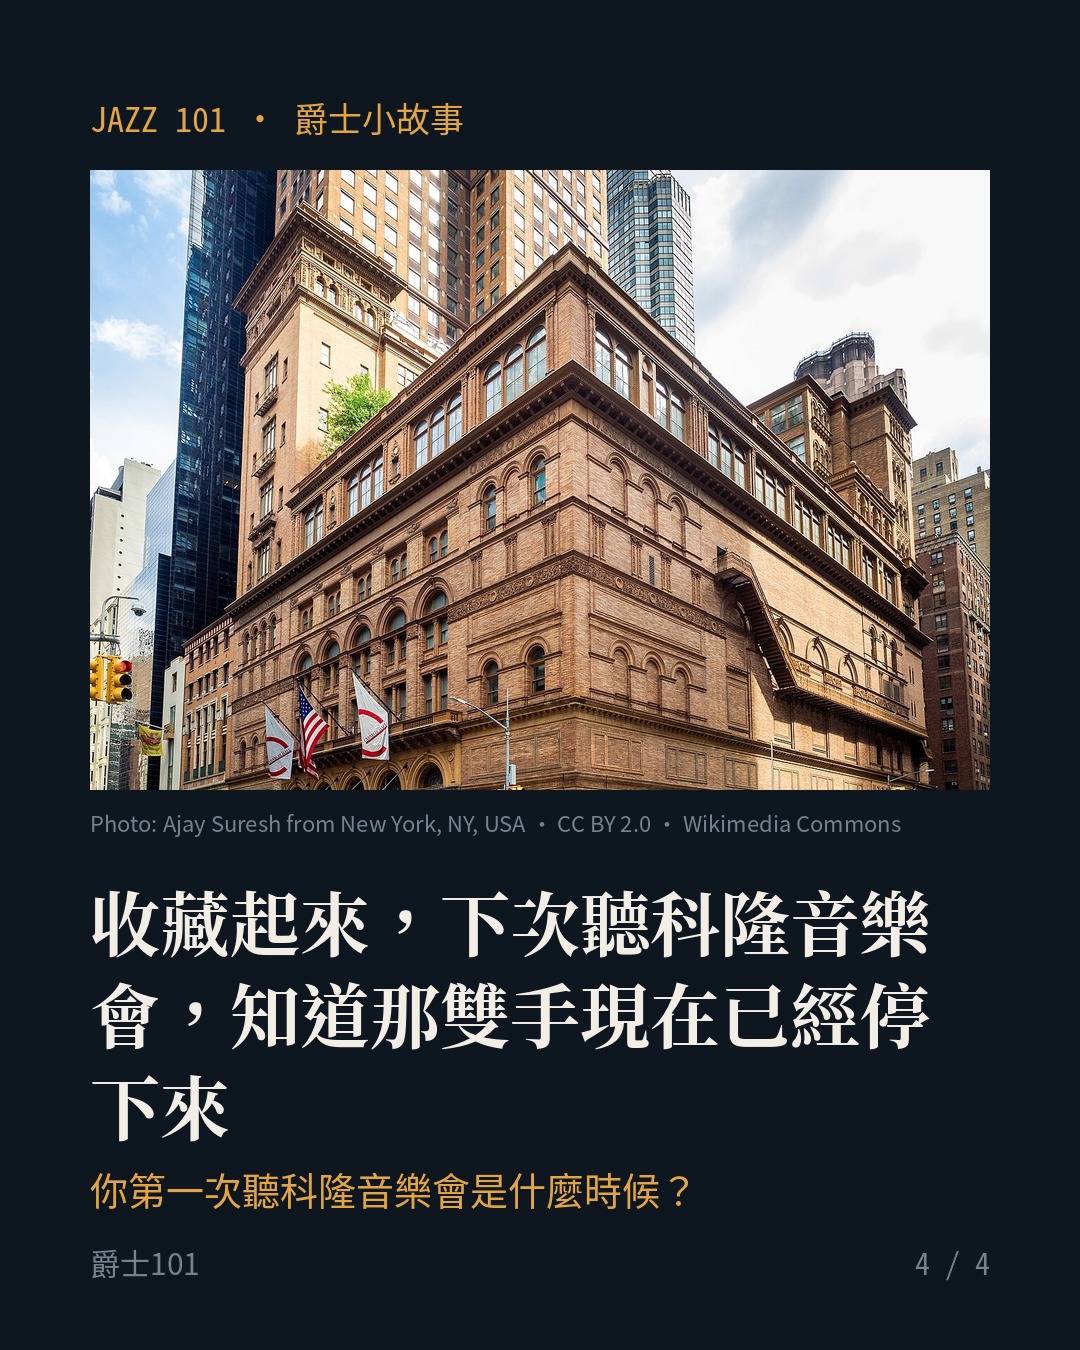 JAZZ 101 · 爵士小故事
Photo: Ajay Suresh from New York, NY, USA · CC BY 2.0 · Wikimedia Commons
收藏起來，下次聽科隆音樂
會，知道那雙手現在已經停
下來
你第一次聽科隆音樂會是什麼時候？
爵士101
4 / 4